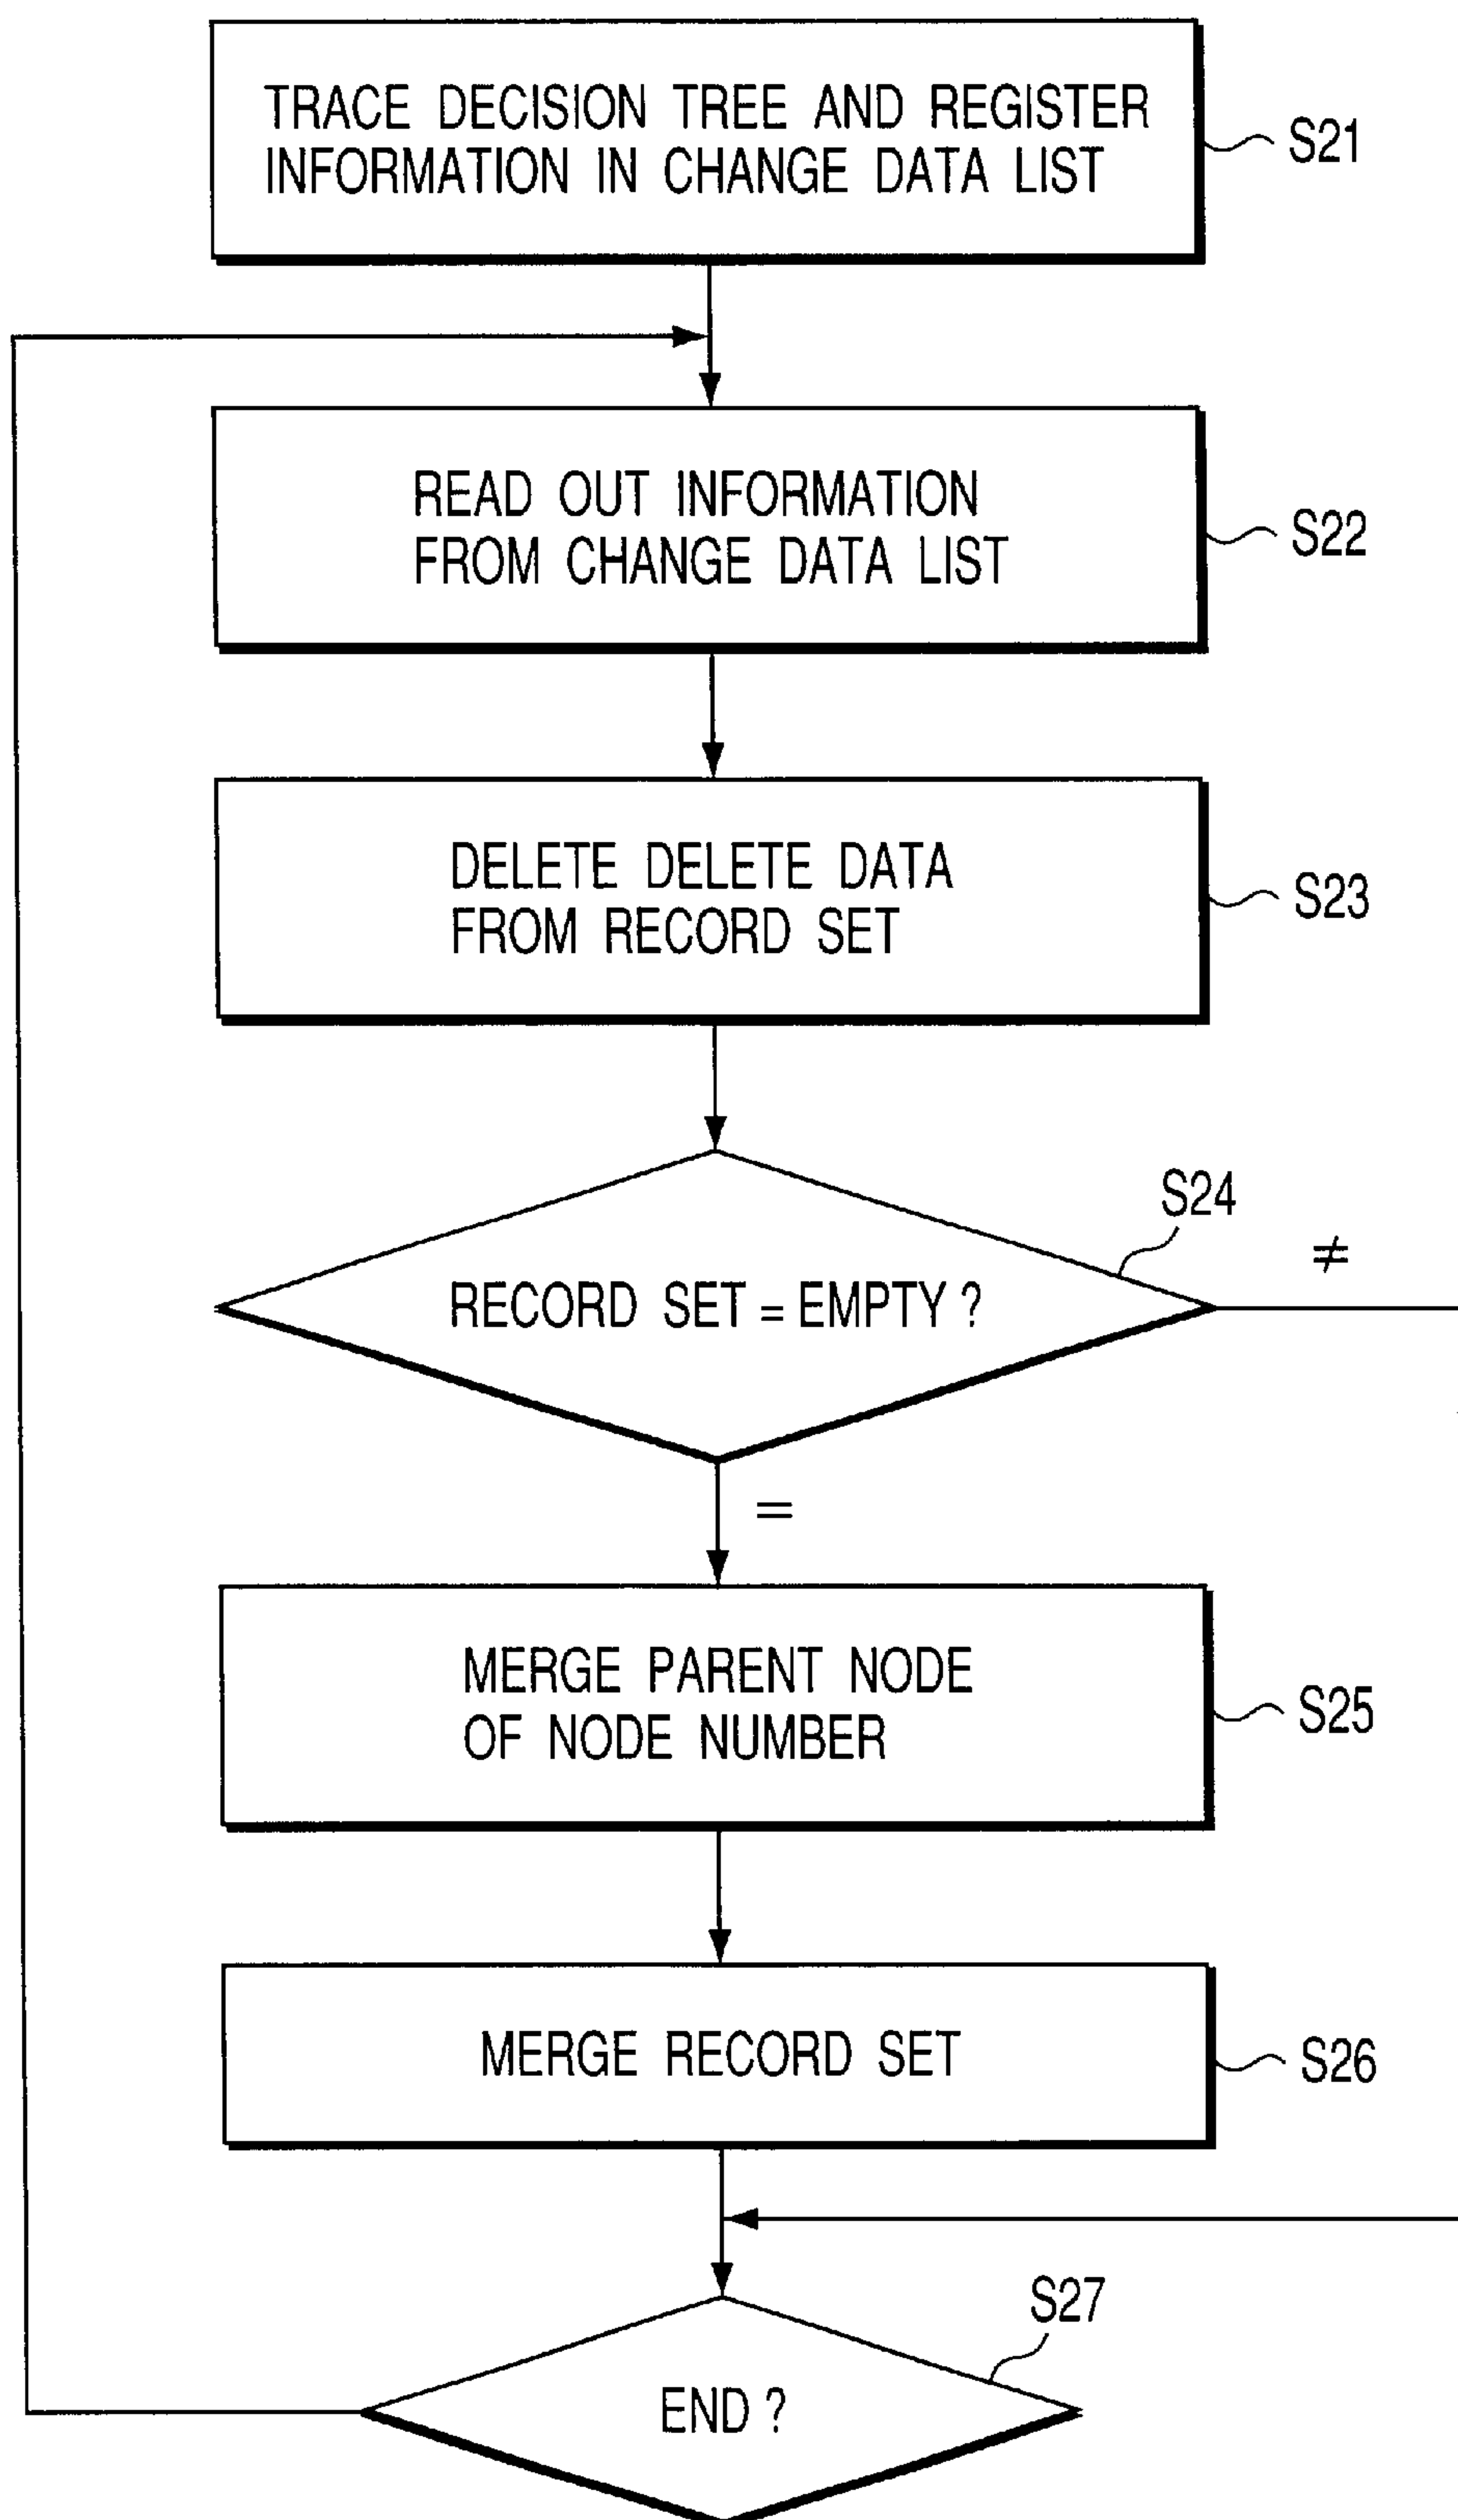 TRACE DECISION TREE AND REGISTER
INFORMATION IN CHANGE DATA LIST
S21
READ OUT INFORMATION
FROM CHANGE DATA LIST
S22
DELETE DELETE DATA
FROM RECORD SET
S23
S24
≠
RECORD SET = EMPTY ?
=
MERGE PARENT NODE
OF NODE NUMBER
S25
MERGE RECORD SET
S26
S27
END ?